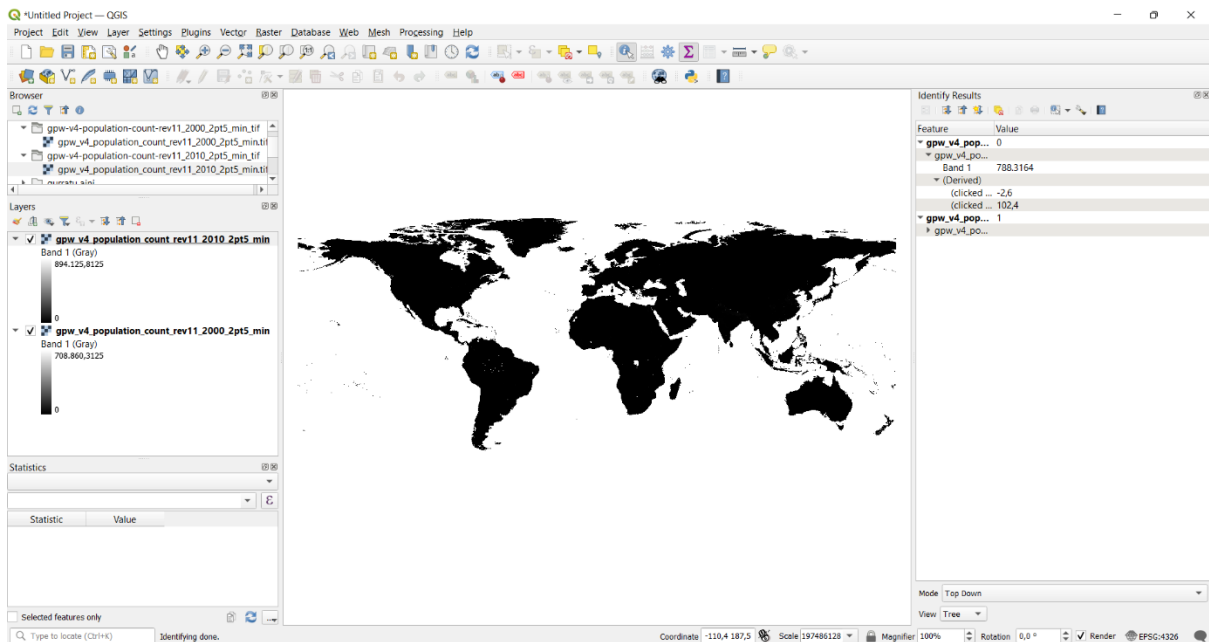 *Untitled Project — QGIS
Project Edit View Layer Settings Plugins Vector Raster Database Web Mesh Processing Help
Browser
gpw-v4-population-count-rev11_2000_2pt5_min_tif
gpw_v4_population_count_rev11_2000_2pt5_min.tif
gpw-v4-population-count-rev11_2010_2pt5_min_tif
gpw_v4_population_count_rev11_2010_2pt5_min.tif
Layers
gpw_v4_population_count_rev11_2010_2pt5_min
Band 1 (Gray)
894.125,8125
0
gpw_v4_population_count_rev11_2000_2pt5_min
Band 1 (Gray)
708.860,3125
0
Statistics
Statistic Value
Selected features only
Identify Results
Feature Value
gpw_v4_pop... 0
gpw_v4_po...
Band 1 788.3164
(Derived)
(clicked ... -2,6
(clicked ... 102,4
gpw_v4_pop... 1
gpw_v4_po...
Mode Top Down
View Tree
Type to locate (Ctrl+K) Identifying done. Coordinate -110,4 187,5 Scale 197486128 Magnifier 100% Rotation 0,0 ° Render EPSG:4326